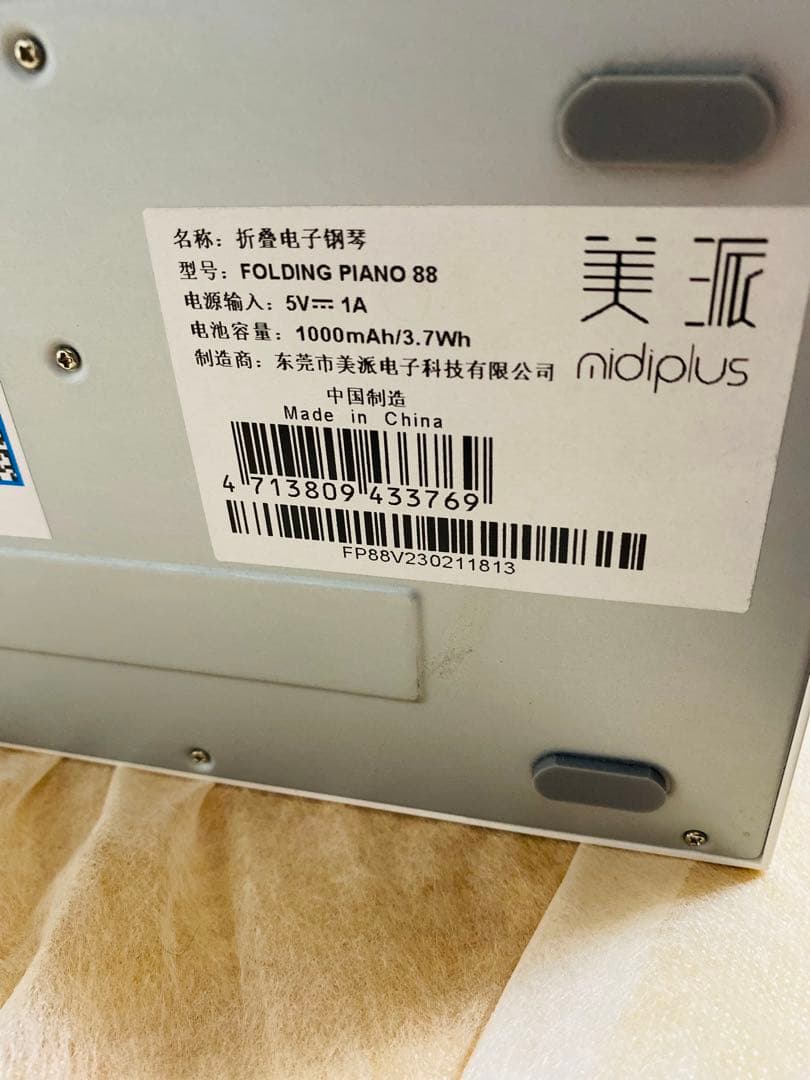 名称：折叠电子钢琴
型号：FOLDING PIANO 88
电源输入：5V⎓1A
电池容量：1000mAh/3.7Wh
制造商：东莞市美派电子科技有限公司
中国制造
Made in China
美派
midiplus
4 713809 433769
FP88V230211813